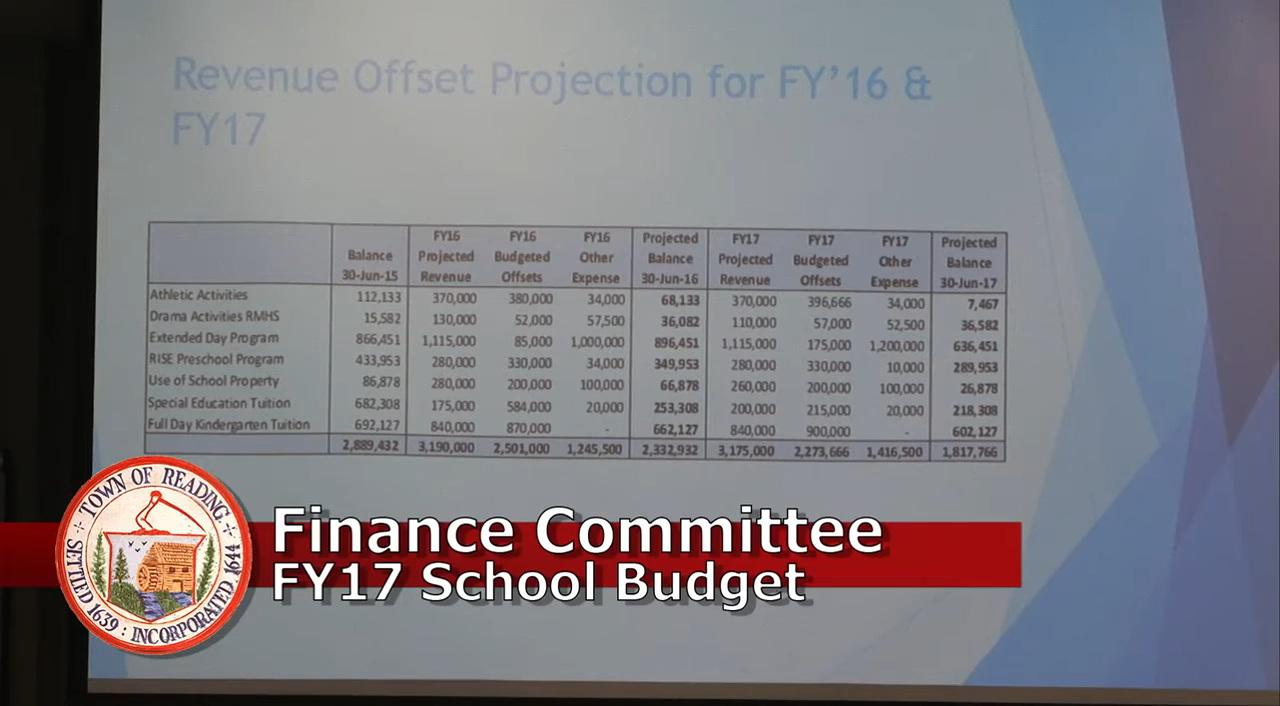 Revenue Offset Projection for FY'16 &
FY17
Balance 30-Jun-15 FY16 Projected Revenue FY16 Budgeted Offsets FY16 Other Expense Projected Balance 30-Jun-16 FY17 Projected Revenue FY17 Budgeted Offsets FY17 Other Expense Projected Balance 30-Jun-17
Athletic Activities 112,133 370,000 380,000 34,000 68,133 370,000 396,666 34,000 7,467
Drama Activities RMHS 15,582 130,000 52,000 57,500 36,082 110,000 57,000 52,500 36,582
Extended Day Program 866,451 1,115,000 85,000 1,000,000 896,451 1,115,000 175,000 1,200,000 636,451
RISE Preschool Program 433,953 280,000 330,000 34,000 349,953 280,000 330,000 10,000 289,953
Use of School Property 86,878 280,000 200,000 100,000 66,878 260,000 200,000 100,000 26,878
Special Education Tuition 682,308 175,000 584,000 20,000 253,308 200,000 215,000 20,000 218,308
Full Day Kindergarten Tuition 692,127 840,000 870,000 - 662,127 840,000 900,000 - 602,127
2,889,432 3,190,000 2,501,000 1,245,500 2,332,932 3,175,000 2,273,666 1,416,500 1,817,766
TOWN OF READING
SETTLED 1639 : INCORPORATED 1644
Finance Committee
FY17 School Budget